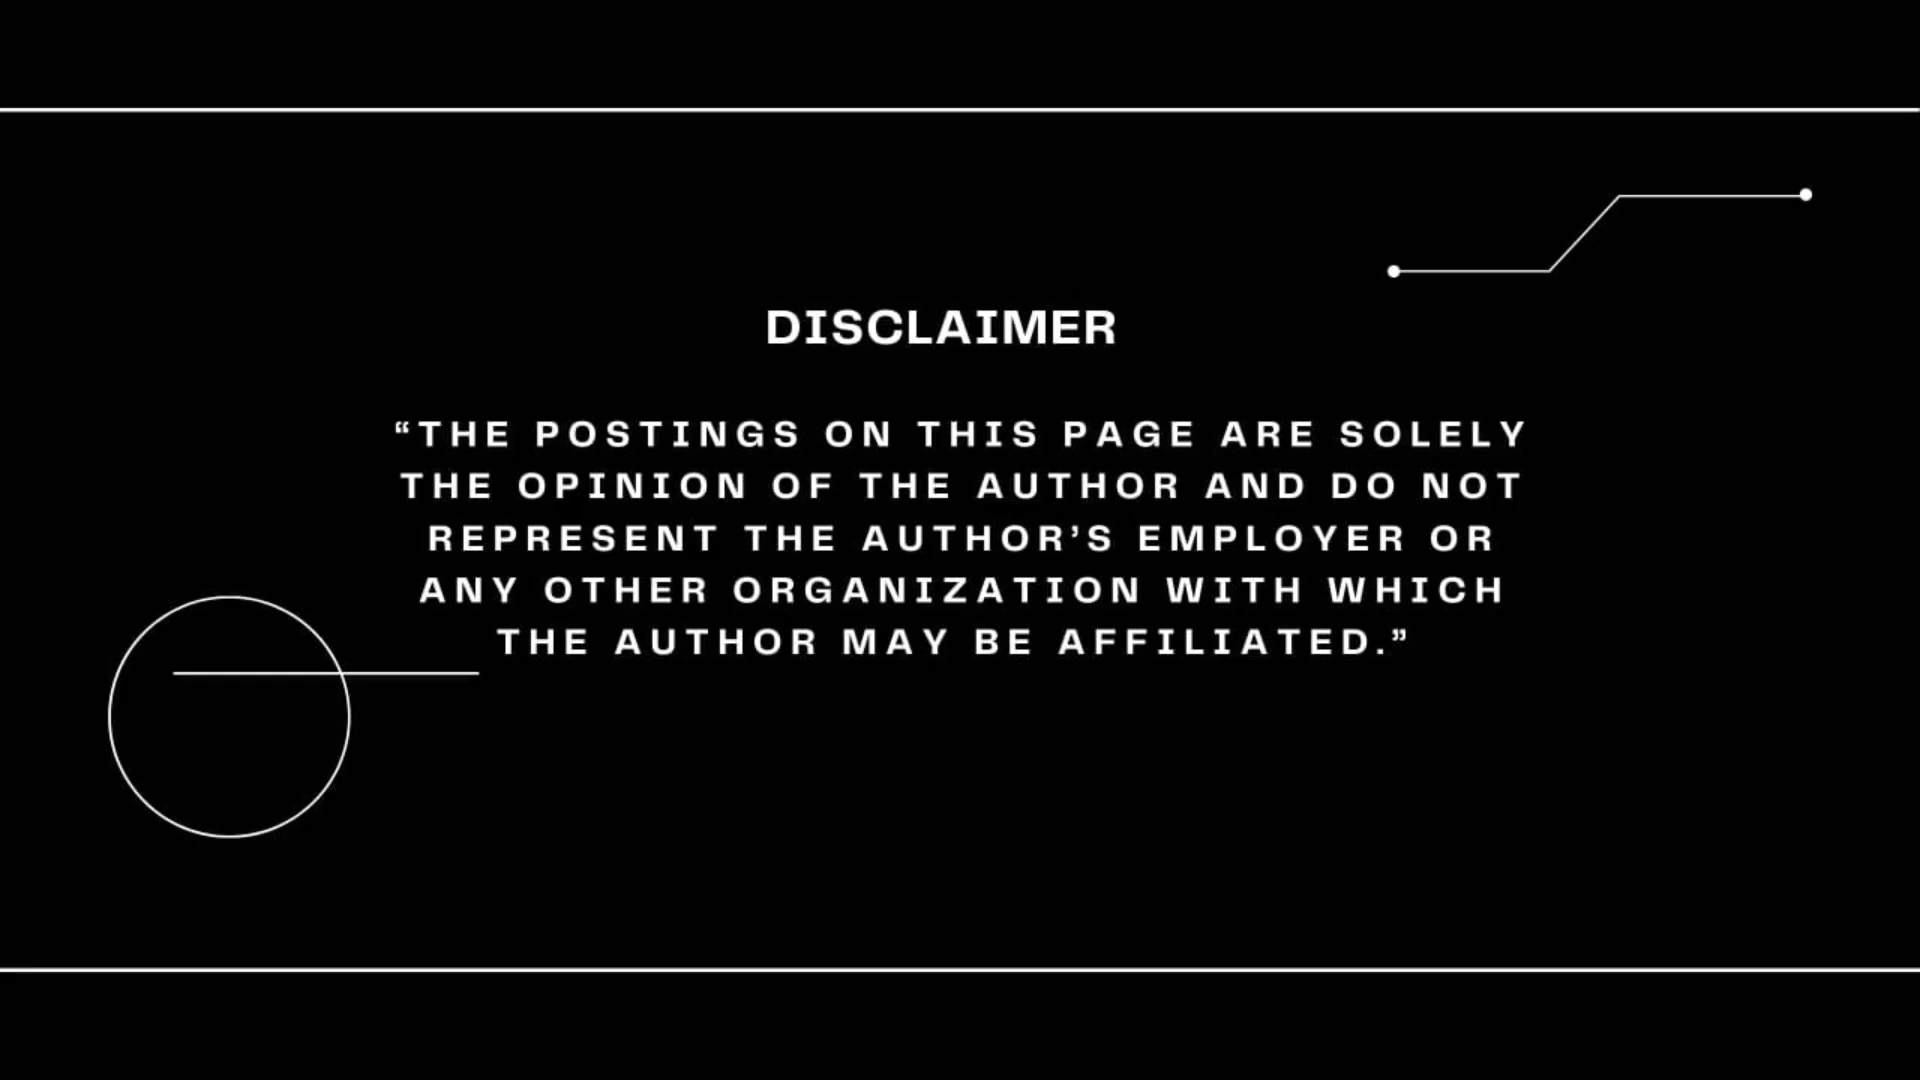 DISCLAIMER
“THE POSTINGS ON THIS PAGE ARE SOLELY
THE OPINION OF THE AUTHOR AND DO NOT
REPRESENT THE AUTHOR’S EMPLOYER OR
ANY OTHER ORGANIZATION WITH WHICH
THE AUTHOR MAY BE AFFILIATED.”